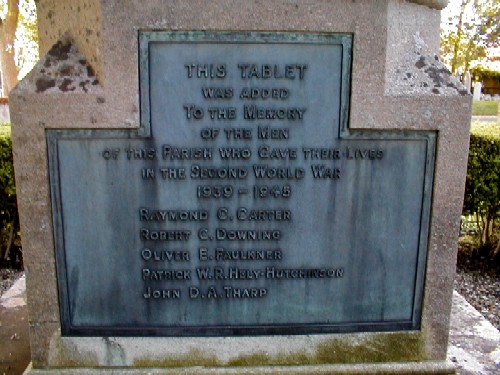 THIS TABLET
WAS ADDED
TO THE MEMORY
OF THE MEN
OF THIS PARISH WHO GAVE THEIR LIVES
IN THE SECOND WORLD WAR
1939 - 1945
RAYMOND C. CARTER
ROBERT C. DOWNING
OLIVER E. FAULKNER
PATRICK W.R. HELY-HUTCHINSON
JOHN D.A. THARP